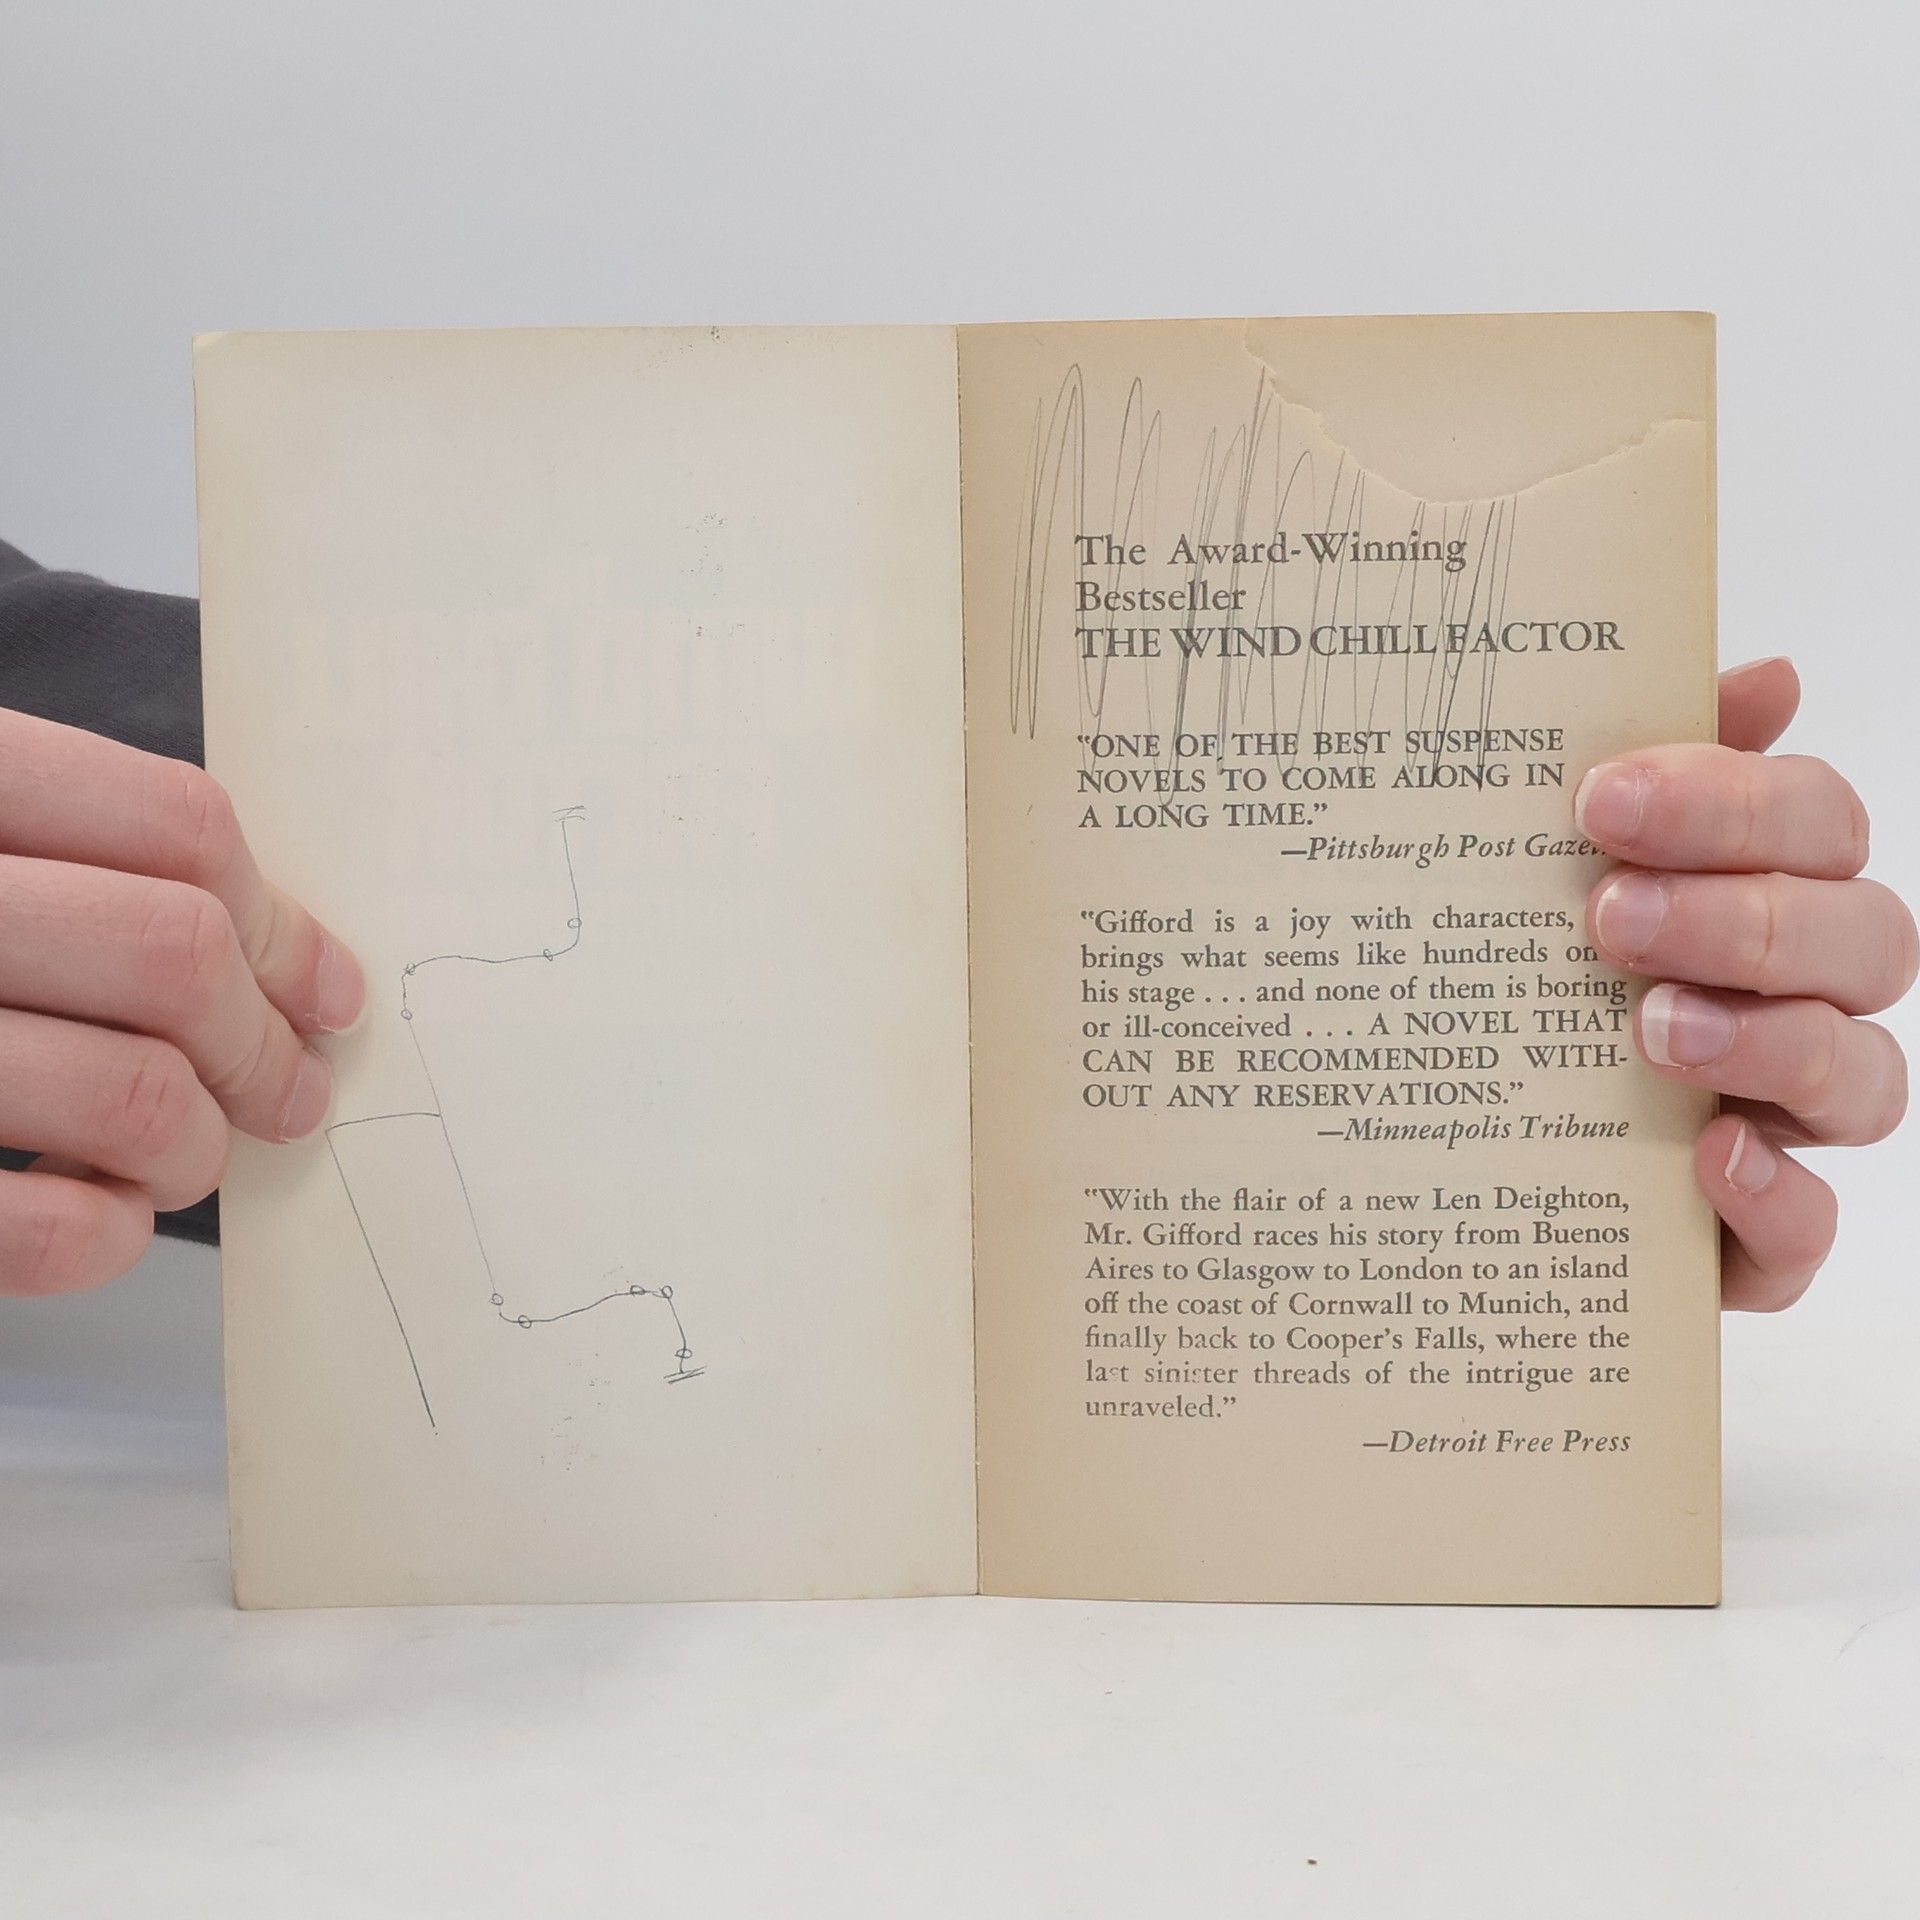 The Award-Winning
Bestseller
THE WIND CHILL FACTOR
"ONE OF THE BEST SUSPENSE
NOVELS TO COME ALONG IN
A LONG TIME."
—Pittsburgh Post
"Gifford is a joy with characters,
brings what seems like hundreds on
his stage . . . and none of them is boring
or ill-conceived . . . A NOVEL THAT
CAN BE RECOMMENDED WITH-
OUT ANY RESERVATIONS."
—Minneapolis Tribune
"With the flair of a new Len Deighton,
Mr. Gifford races his story from Buenos
Aires to Glasgow to London to an island
off the coast of Cornwall to Munich, and
finally back to Cooper's Falls, where the
last sinister threads of the intrigue are
unraveled."
—Detroit Free Press